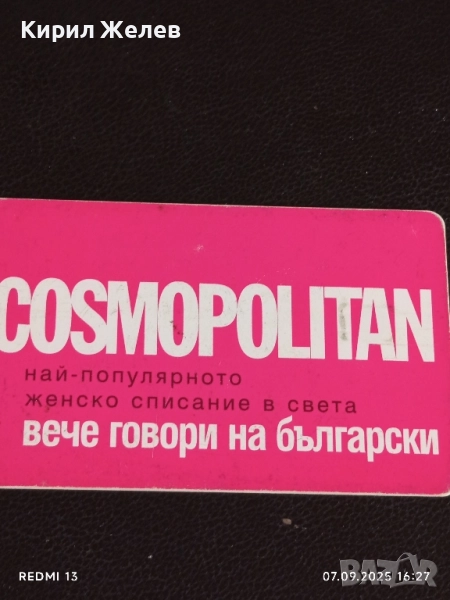 Кирил Желев
COSMOPOLITAN
най-популярното
женско списание в света
вече говори на български
REDMI 13
07.09.2025 16:27
bazar